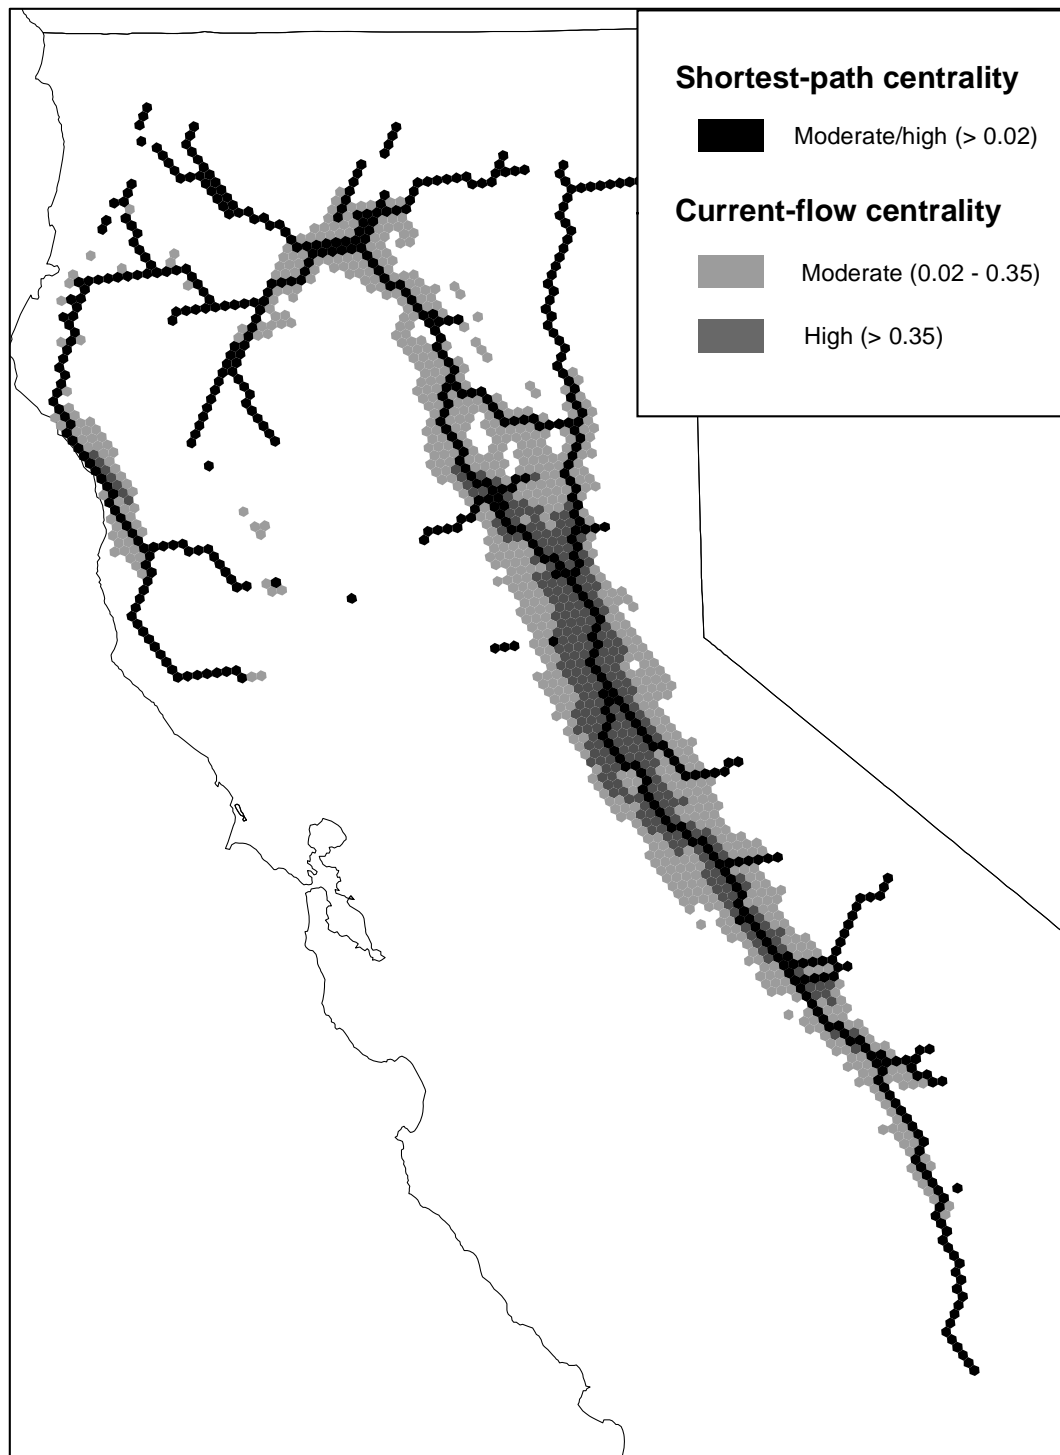 Shortest-path centrality
Moderate/high (> 0.02)
Current-flow centrality
Moderate (0.02 - 0.35)
High (> 0.35)